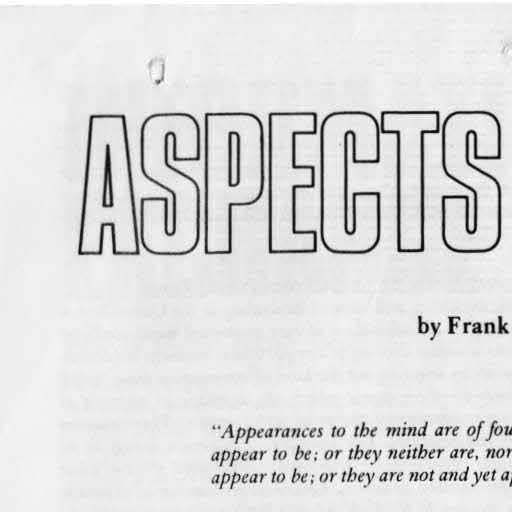 ASPECTS
by Frank
"Appearances to the mind are of
appear to be; or they neither are, nor
appear to be; or they are not and yet